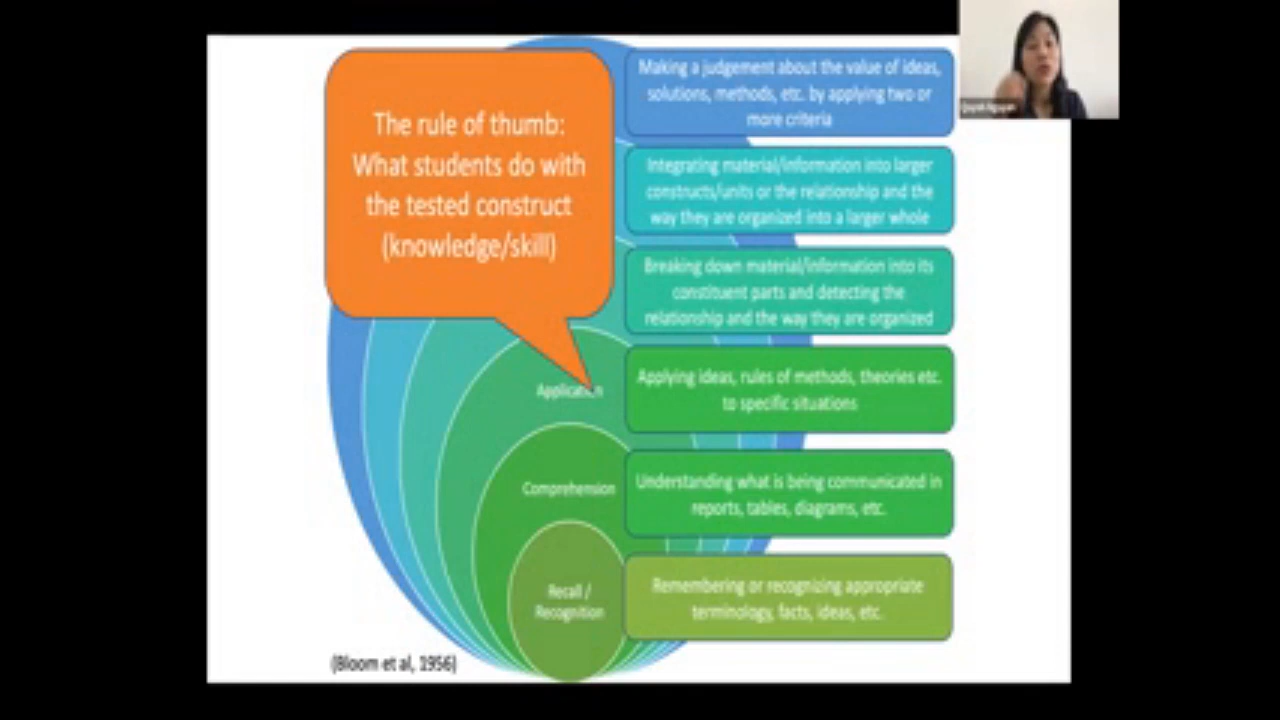 The rule of thumb:
What students do with
the tested construct
(knowledge/skill)
Making a judgement about the value of ideas,
solutions, methods, etc. by applying two or
more criteria
Integrating material/information into larger
constructs/units or the relationship and the
way they are organized into a larger whole
Breaking down material/information into its
constituent parts and detecting the
relationship and the way they are organized
Application
Applying ideas, rules of methods, theories etc.
to specific situations
Comprehension
Understanding what is being communicated in
reports, tables, diagrams, etc.
Recall /
Recognition
Remembering or recognizing appropriate
terminology, facts, ideas, etc.
(Bloom et al, 1956)